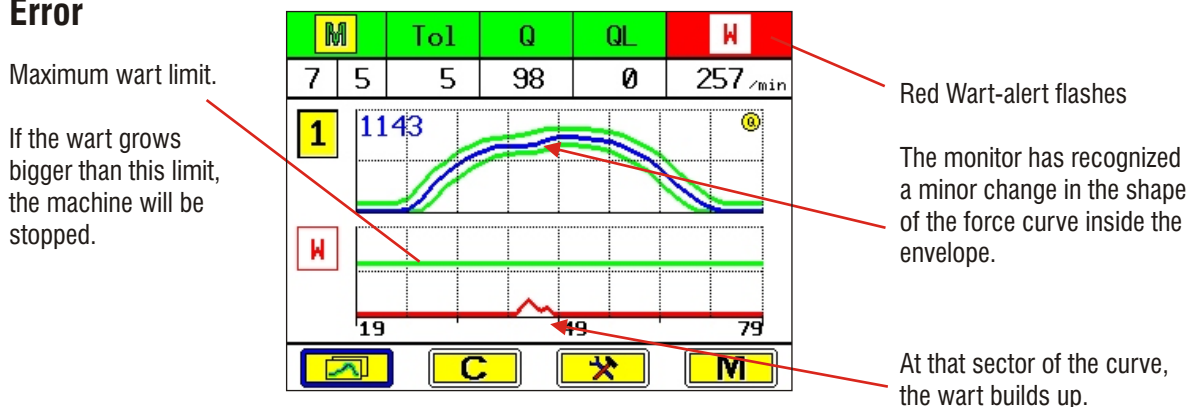 Error
Maximum wart limit.
If the wart grows
bigger than this limit,
the machine will be
stopped.
M Tol Q QL W
7 5 5 98 0 257 /min
1 1143 Q
W
19 49 79
C M
Red Wart-alert flashes
The monitor has recognized
a minor change in the shape
of the force curve inside the
envelope.
At that sector of the curve,
the wart builds up.